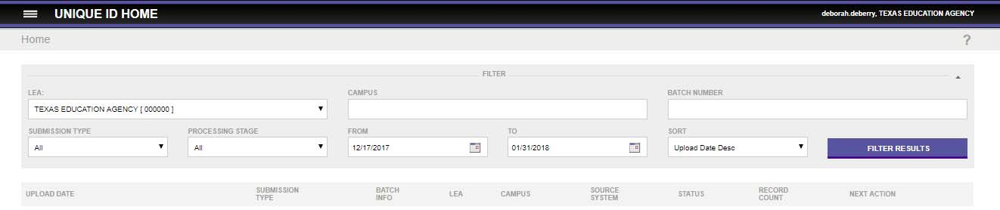 UNIQUE ID HOME
deborah.deberry, TEXAS EDUCATION AGENCY
Home
?
FILTER
LEA:
CAMPUS
BATCH NUMBER
TEXAS EDUCATION AGENCY [ 000000 ]
SUBMISSION TYPE
PROCESSING STAGE
FROM
TO
SORT
All
All
12/17/2017
01/31/2018
Upload Date Desc
FILTER RESULTS
UPLOAD DATE
SUBMISSION
TYPE
BATCH
INFO
LEA
CAMPUS
SOURCE
SYSTEM
STATUS
RECORD
COUNT
NEXT ACTION